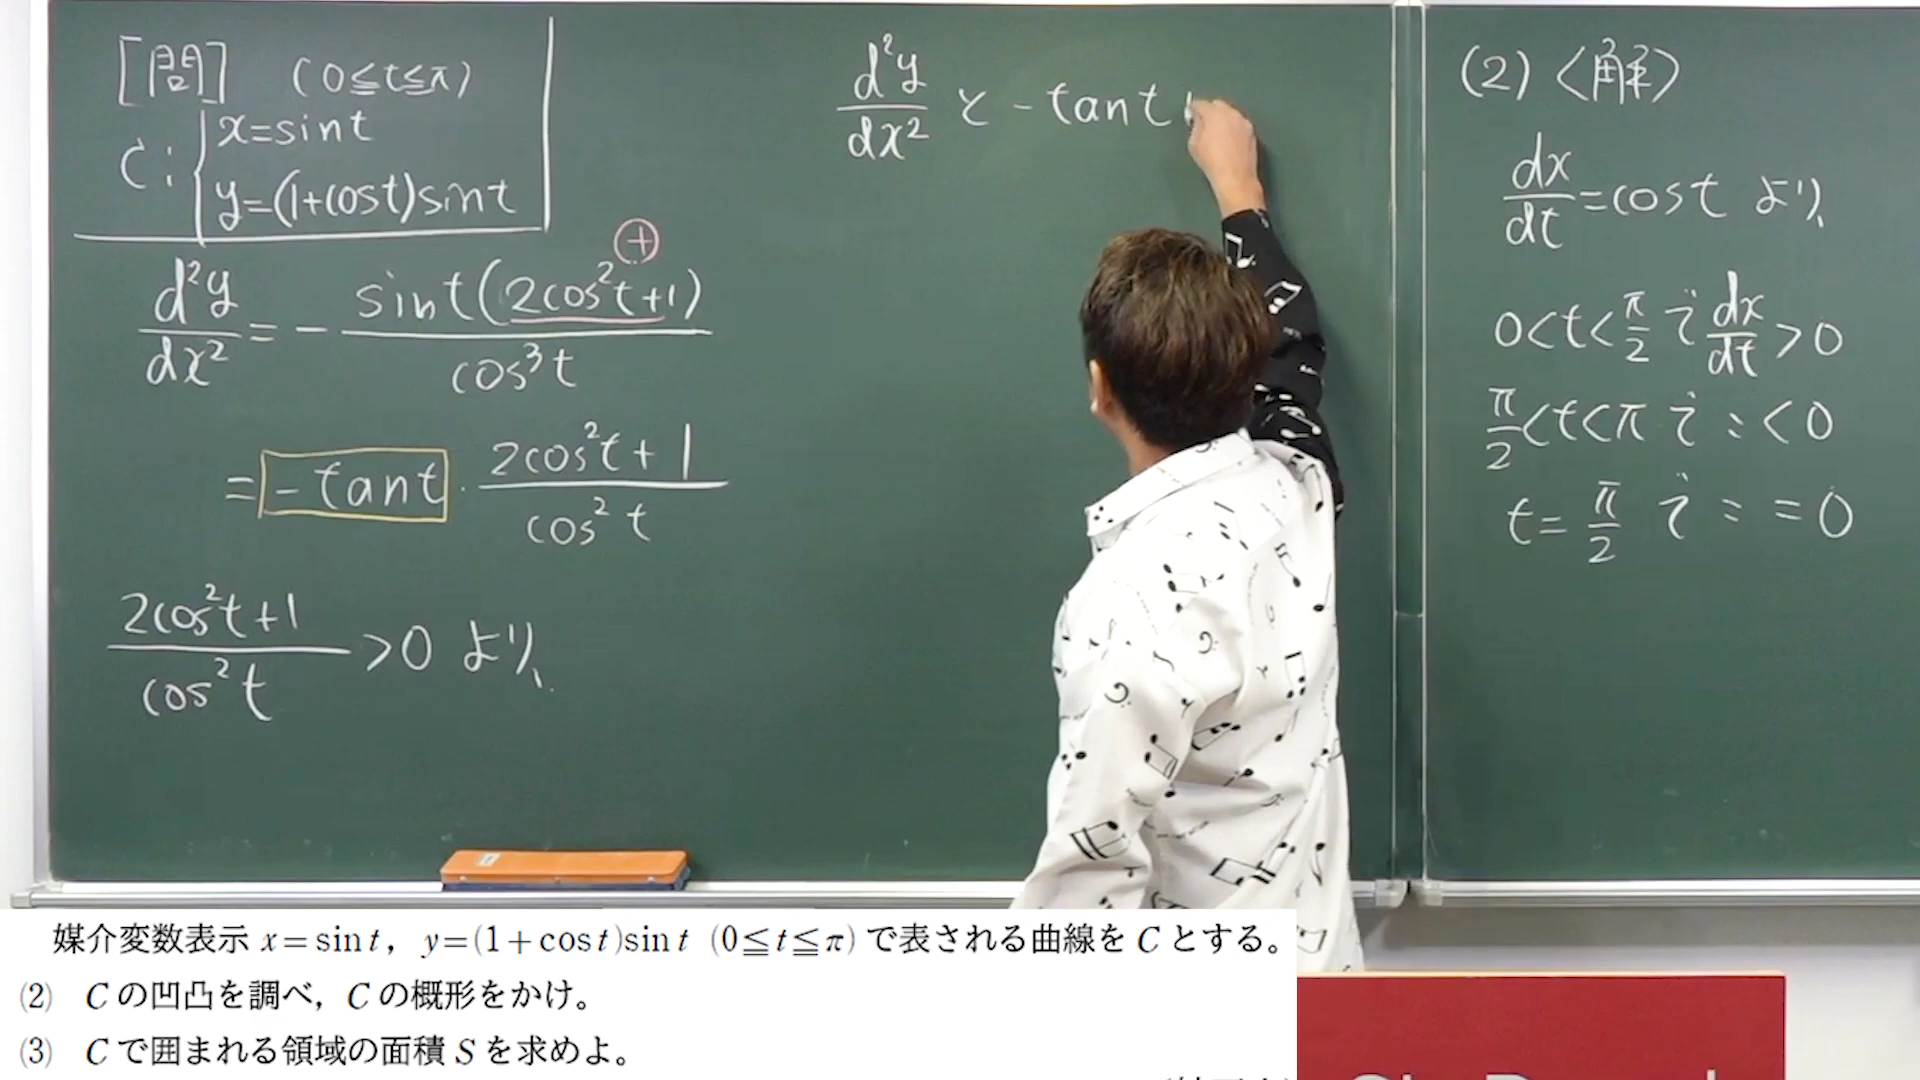 [問] (0≦t≦π)
C: { x=sint
y=(1+cost)sint
⊕
d²y/dx² = - sint(2cos²t+1)/cos³t
= -tant · (2cos²t+1)/cos²t
(2cos²t+1)/cos²t >0 より、
d²y/dx² と -tant
(2) <解>
dx/dt=cost より、
0<t<π/2 で dx/dt >0
π/2<t<π で 〃 <0
t=π/2 で 〃 =0
媒介変数表示 x=sint, y=(1+cost)sint (0≦t≦π) で表される曲線を C とする。
(2) C の凹凸を調べ, C の概形をかけ。
(3) C で囲まれる領域の面積 S を求めよ。